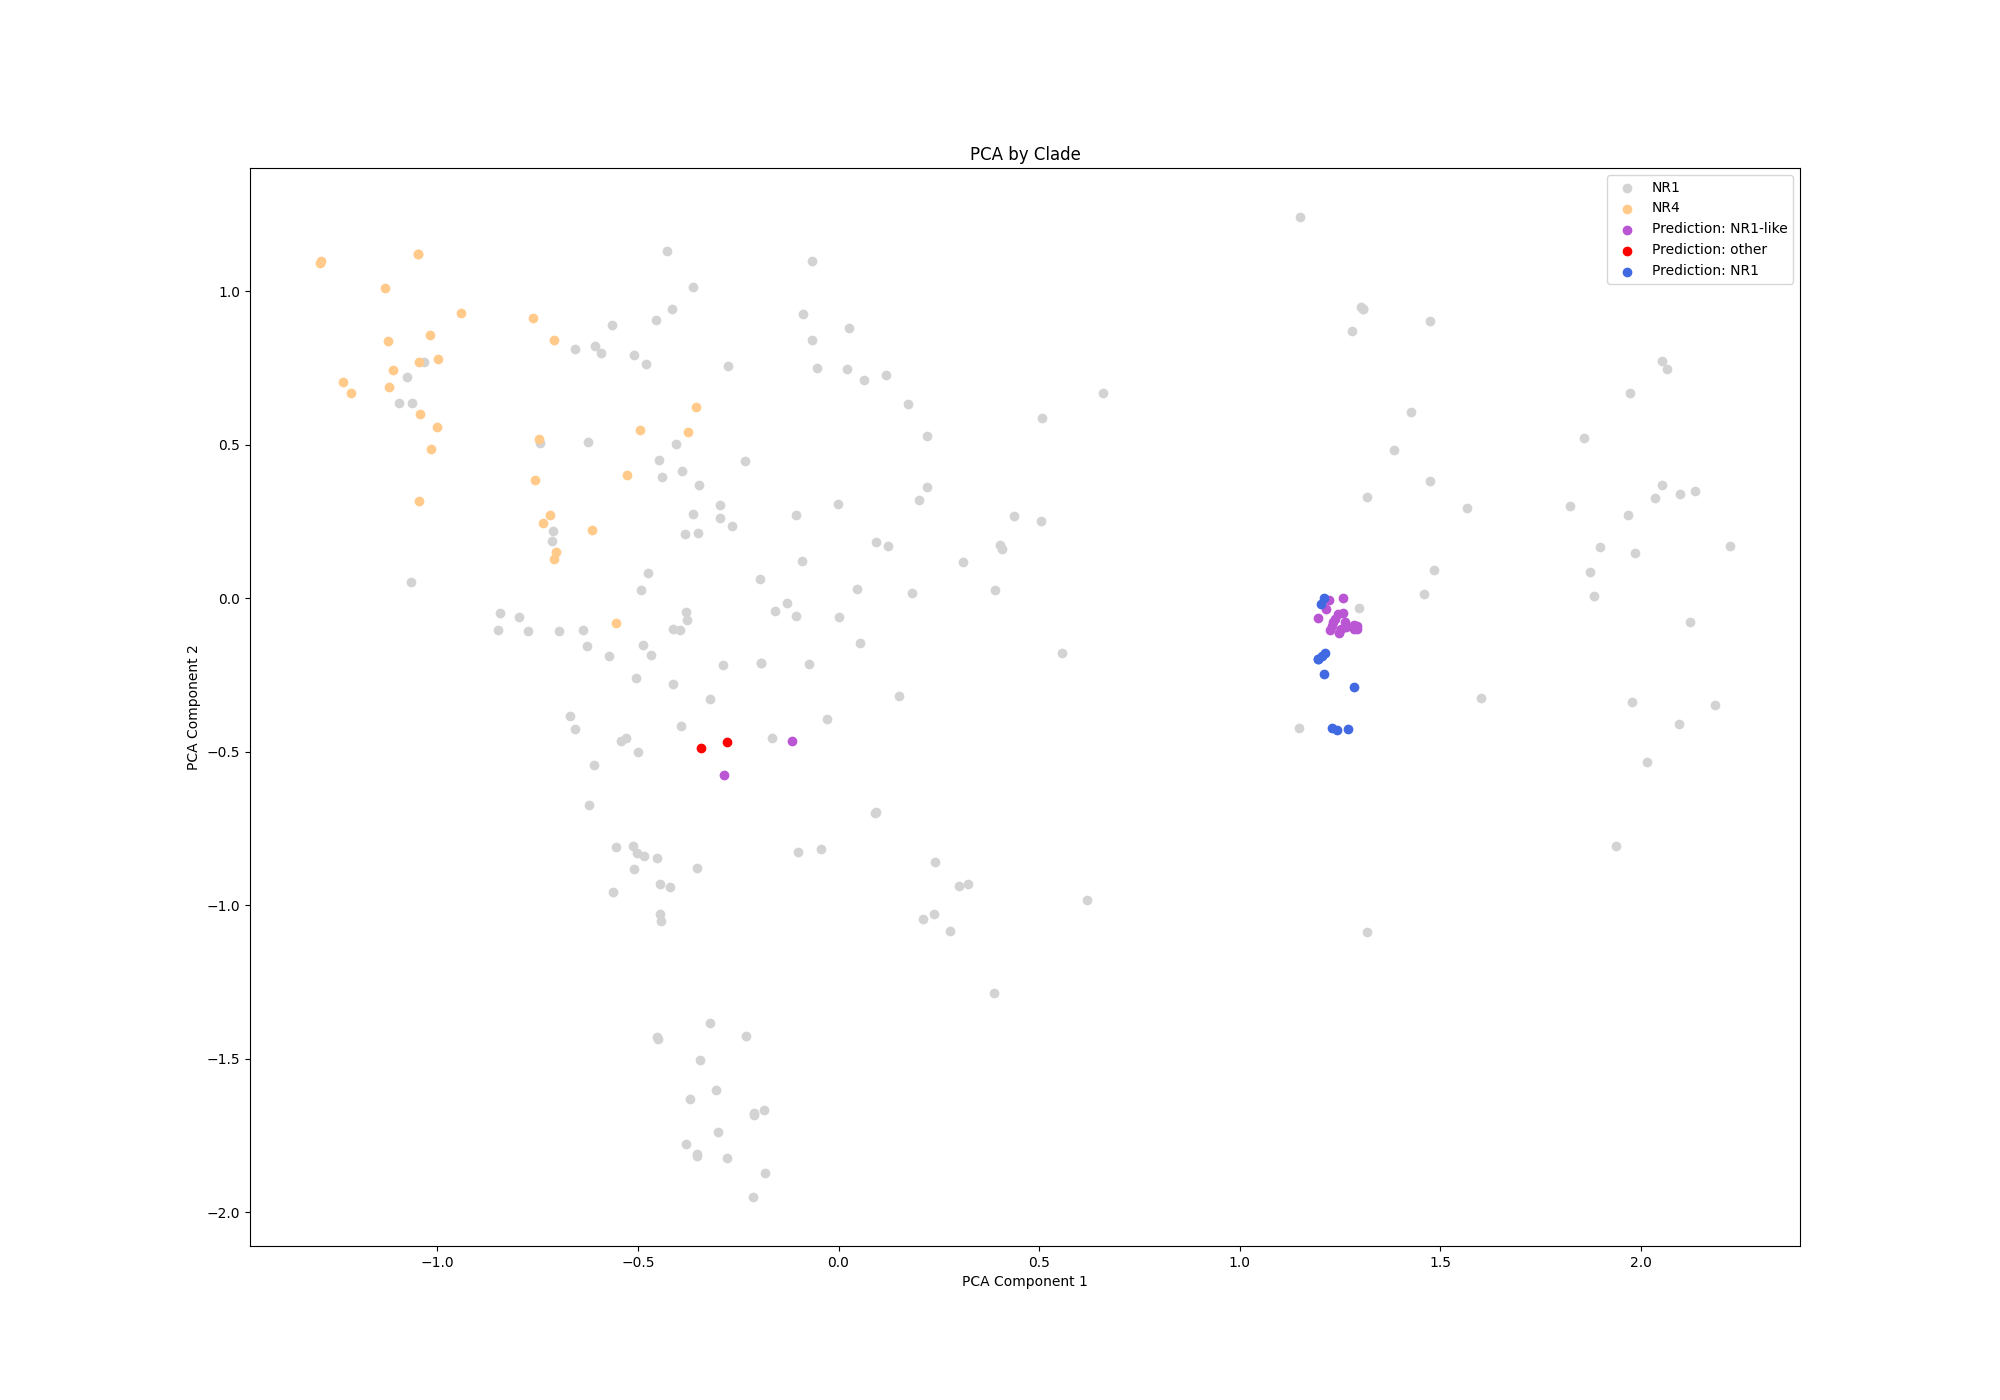 PCA by Clade
NR1
NR4
Prediction: NR1-like
Prediction: other
Prediction: NR1
1.0
0.5
0.0
−0.5
−1.0
−1.5
−2.0
PCA Component 2
−1.0
−0.5
0.0
0.5
1.0
1.5
2.0
PCA Component 1